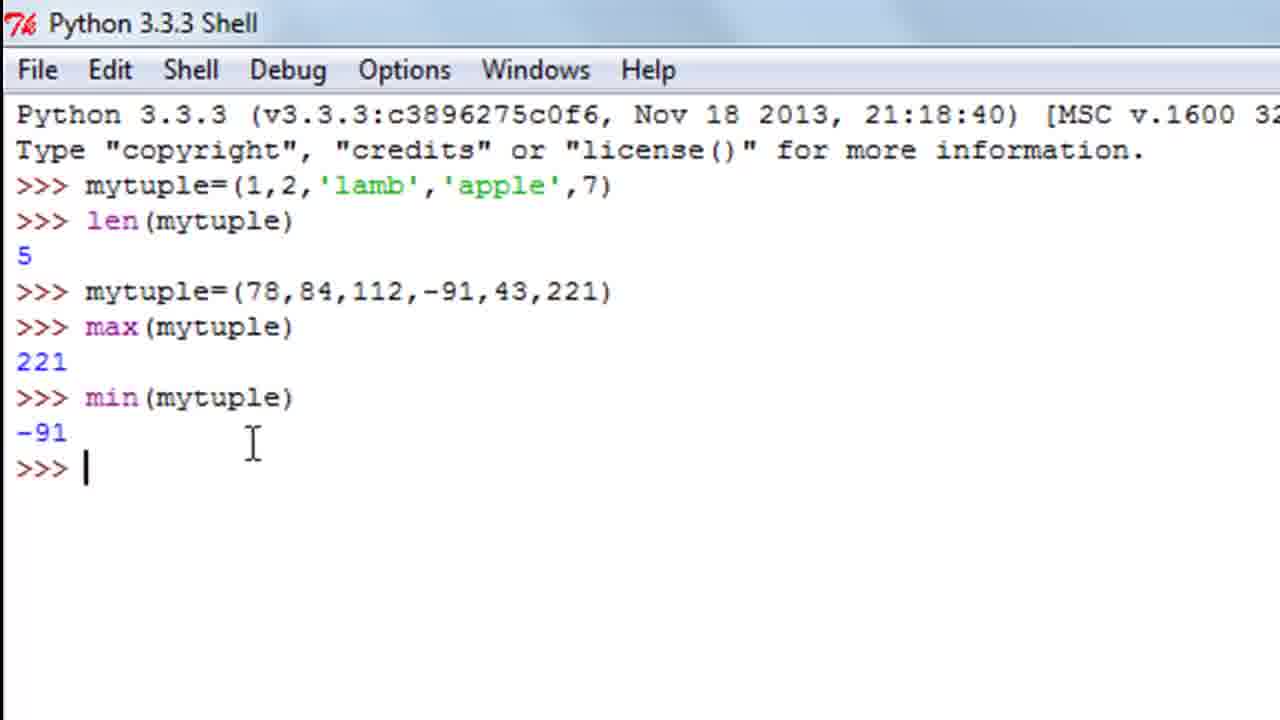 Python 3.3.3 Shell
File Edit Shell Debug Options Windows Help
Python 3.3.3 (v3.3.3:c3896275c0f6, Nov 18 2013, 21:18:40) [MSC v.1600 32
Type "copyright", "credits" or "license()" for more information.
>>> mytuple=(1,2,'lamb','apple',7)
>>> len(mytuple)
5
>>> mytuple=(78,84,112,-91,43,221)
>>> max(mytuple)
221
>>> min(mytuple)
-91
>>>